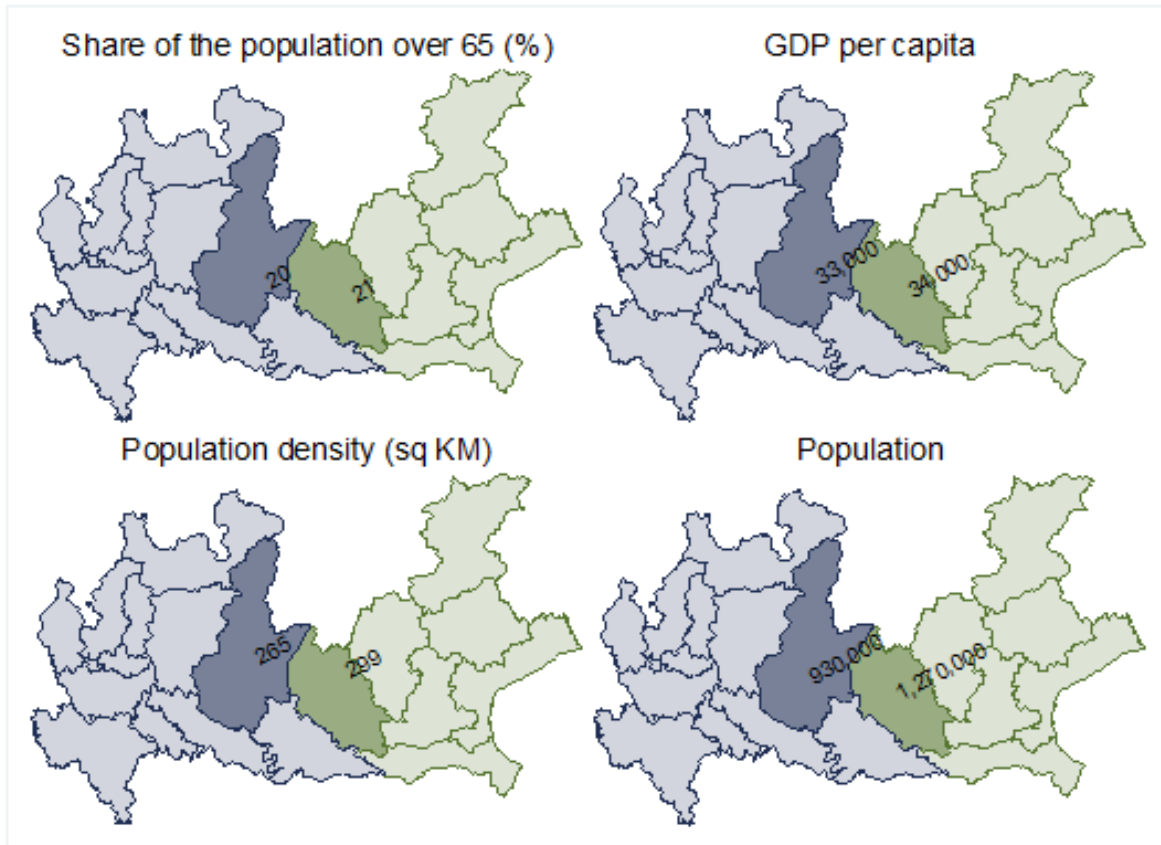 Share of the population over 65 (%)
GDP per capita
20
21
33,000
34,000
Population density (sq KM)
Population
265
299
930,000
1,270,000